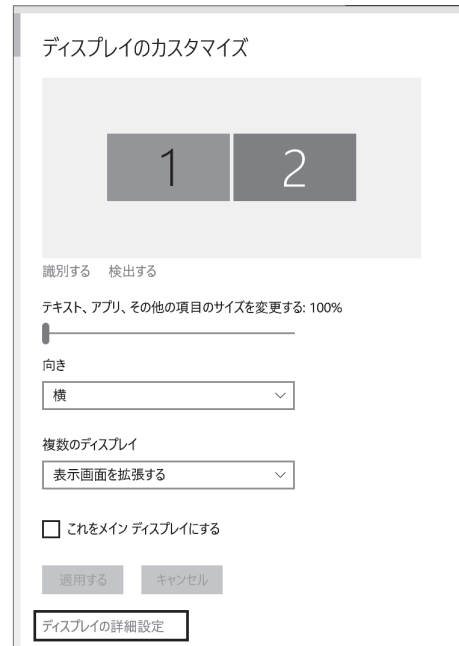 ディスプレイのカスタマイズ
1 2
識別する 検出する
テキスト、アプリ、その他の項目のサイズを変更する: 100%
向き
横
複数のディスプレイ
表示画面を拡張する
これをメイン ディスプレイにする
適用する キャンセル
ディスプレイの詳細設定